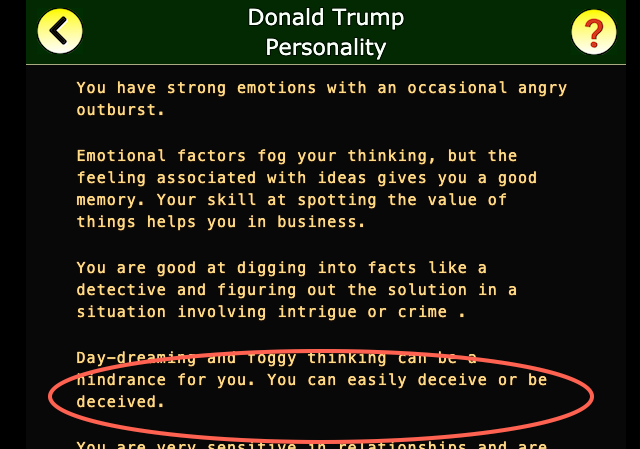 Donald Trump
?
Personality
You have strong emotions with an occasional angry
outburst.
Emotional factors fog your thinking, but the
feeling associated with ideas gives you a good
memory. Your skill at spotting the value of
things helps you in business.
You are good at digging into facts like a
detective and figuring out the solution in a
situation involving intrigue or crime .
Day-dreaming and foggy thinking can be a
hindrance for you. You can easily deceive or be
deceived.
You are very sensitive in relationships and are